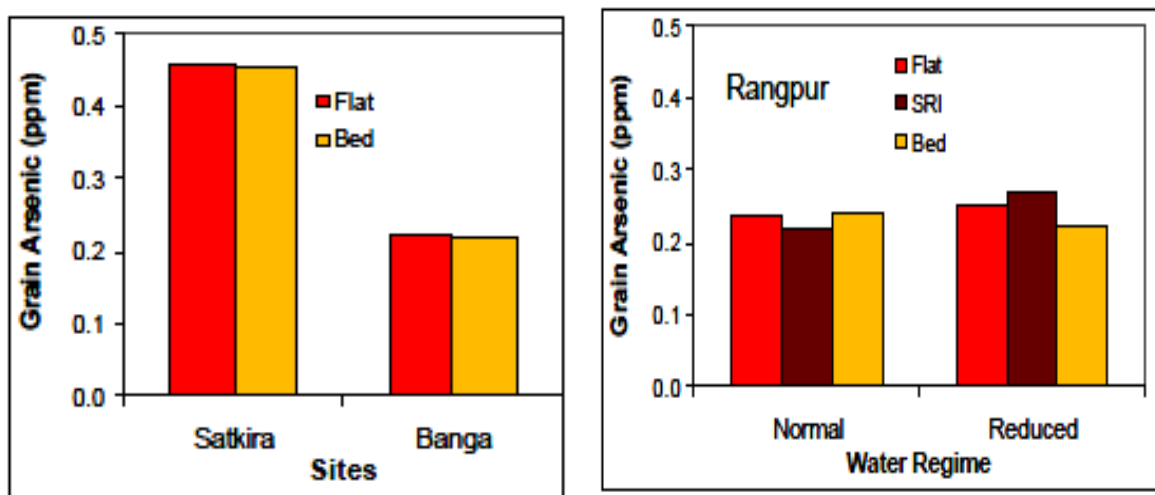 Grain Arsenic (ppm)
0.5
0.4
0.3
0.2
0.1
0.0
Flat
Bed
Satkira Banga
Sites
Grain Arsenic (ppm)
0.5
0.4
0.3
0.2
0.1
0.0
Rangpur
Flat
SRI
Bed
Normal Reduced
Water Regime